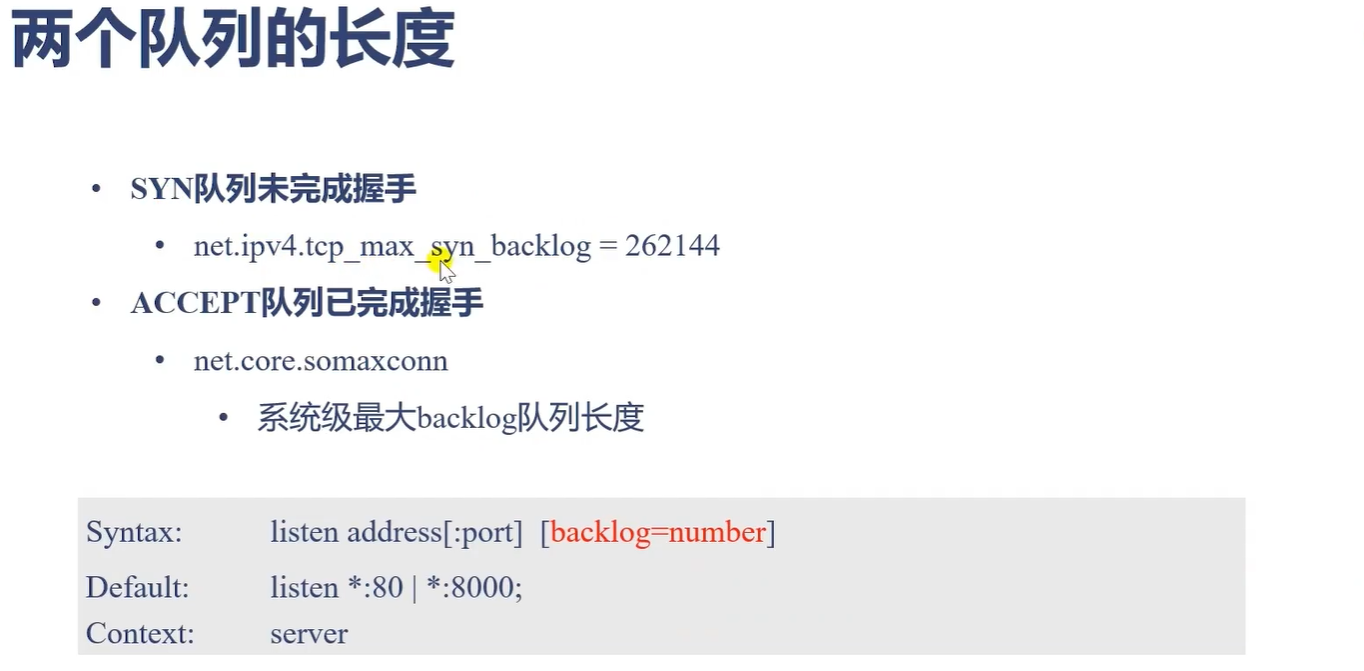 两个队列的长度
• SYN队列未完成握手
• net.ipv4.tcp_max_syn_backlog = 262144
• ACCEPT队列已完成握手
• net.core.somaxconn
• 系统级最大backlog队列长度
Syntax: listen address[:port] [backlog=number]
Default: listen *:80 | *:8000;
Context: server